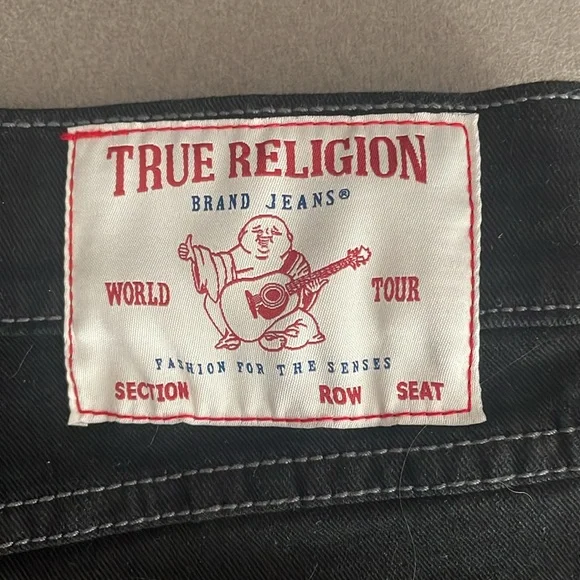 TRUE RELIGION
BRAND JEANS®
WORLD TOUR
FASHION FOR THE SENSES
SECTION ROW SEAT